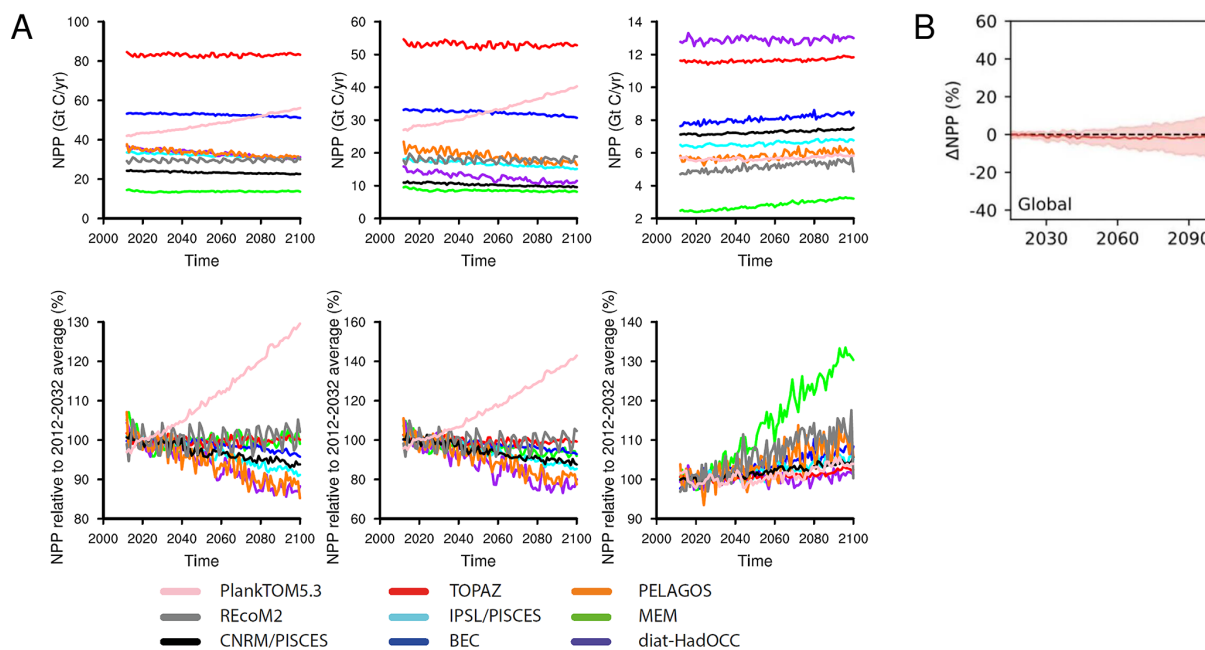 A
B
NPP (Gt C/yr)
100
80
60
40
20
0
2000 2020 2040 2060 2080 2100
Time
NPP (Gt C/yr)
60
50
40
30
20
10
0
2000 2020 2040 2060 2080 2100
Time
NPP (Gt C/yr)
14
12
10
8
6
4
2
2000 2020 2040 2060 2080 2100
Time
ΔNPP (%)
60
40
20
0
-20
-40
Global
2030 2060 2090
NPP relative to 2012-2032 average (%)
130
120
110
100
90
80
2000 2020 2040 2060 2080 2100
Time
NPP relative to 2012-2032 average (%)
160
140
120
100
80
60
2000 2020 2040 2060 2080 2100
Time
NPP relative to 2012-2032 average (%)
140
130
120
110
100
90
2000 2020 2040 2060 2080 2100
Time
PlankTOM5.3 TOPAZ PELAGOS
REcoM2 IPSL/PISCES MEM
CNRM/PISCES BEC diat-HadOCC